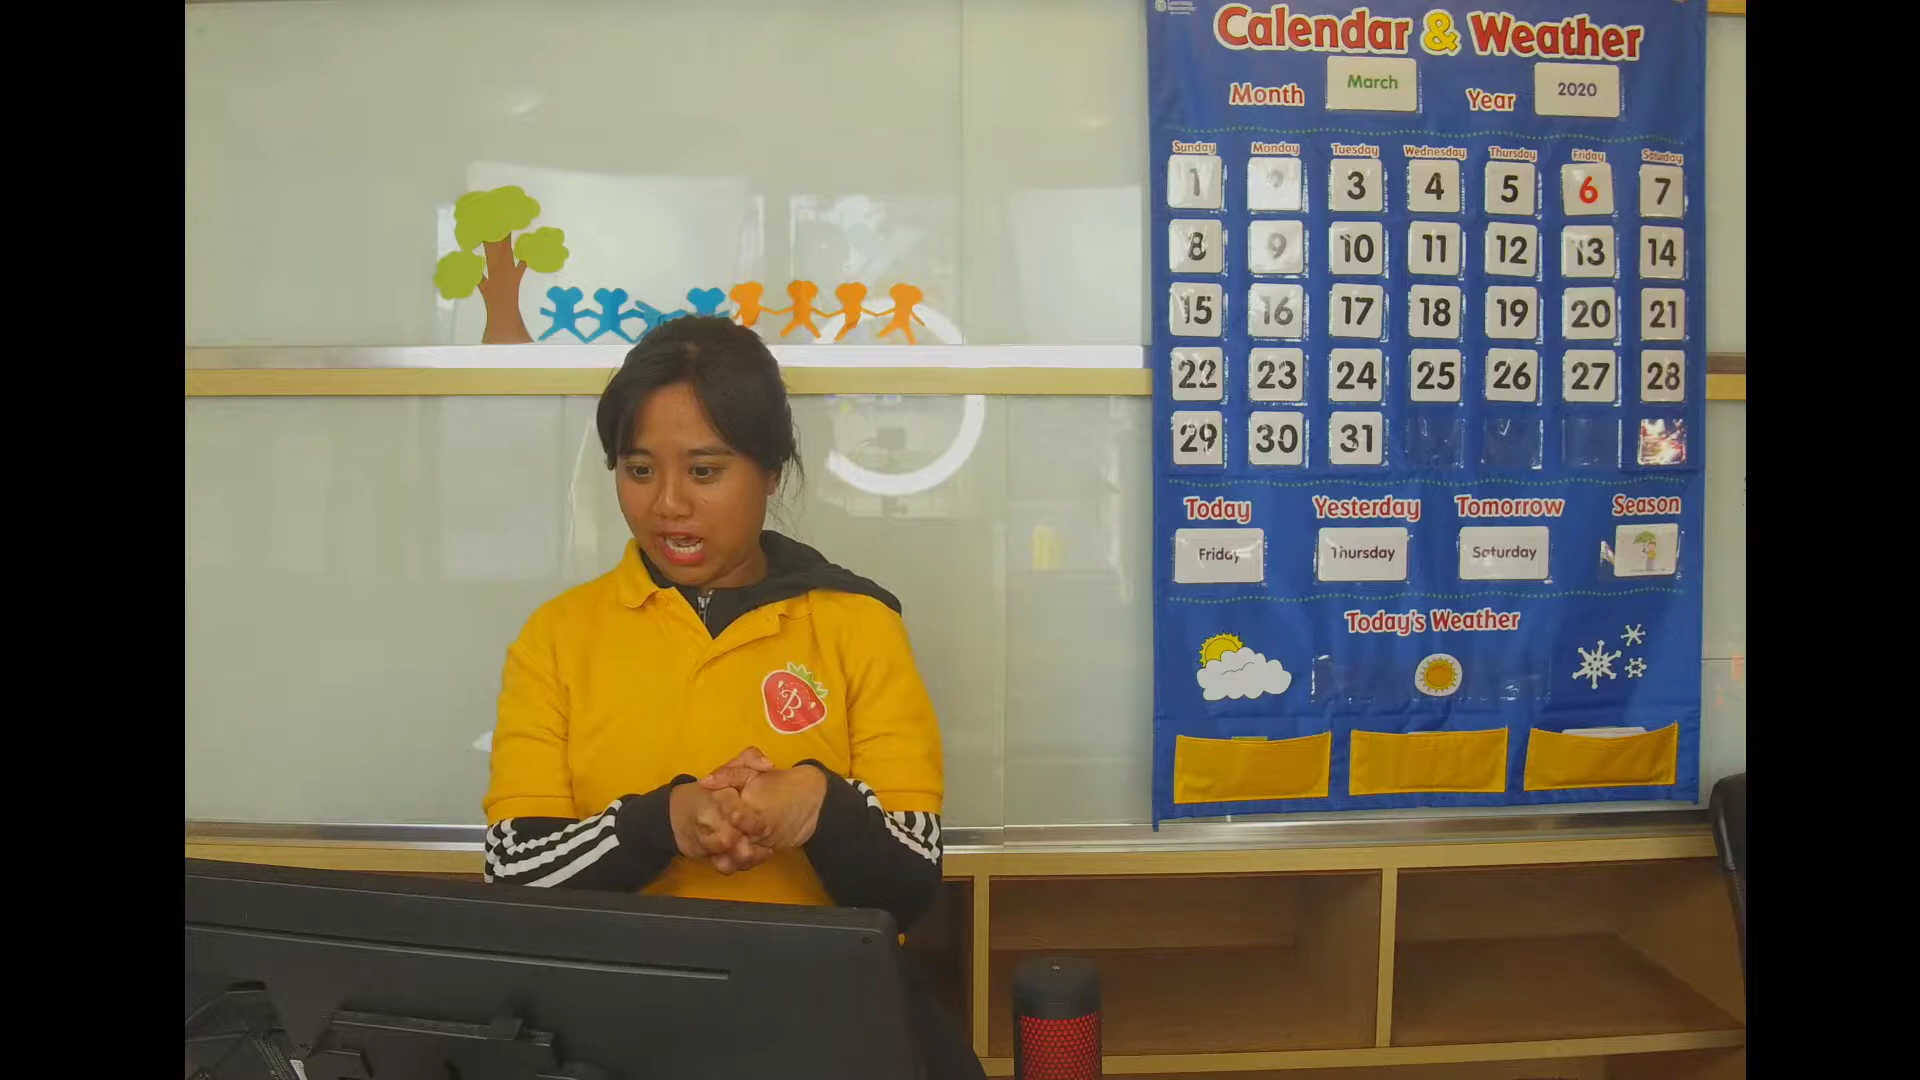 Calendar & Weather
Month March Year 2020
Sunday Monday Tuesday Wednesday Thursday Friday Saturday
1 2 3 4 5 6 7
8 9 10 11 12 13 14
15 16 17 18 19 20 21
22 23 24 25 26 27 28
29 30 31
Today Yesterday Tomorrow Season
Friday Thursday Saturday
Today's Weather
B